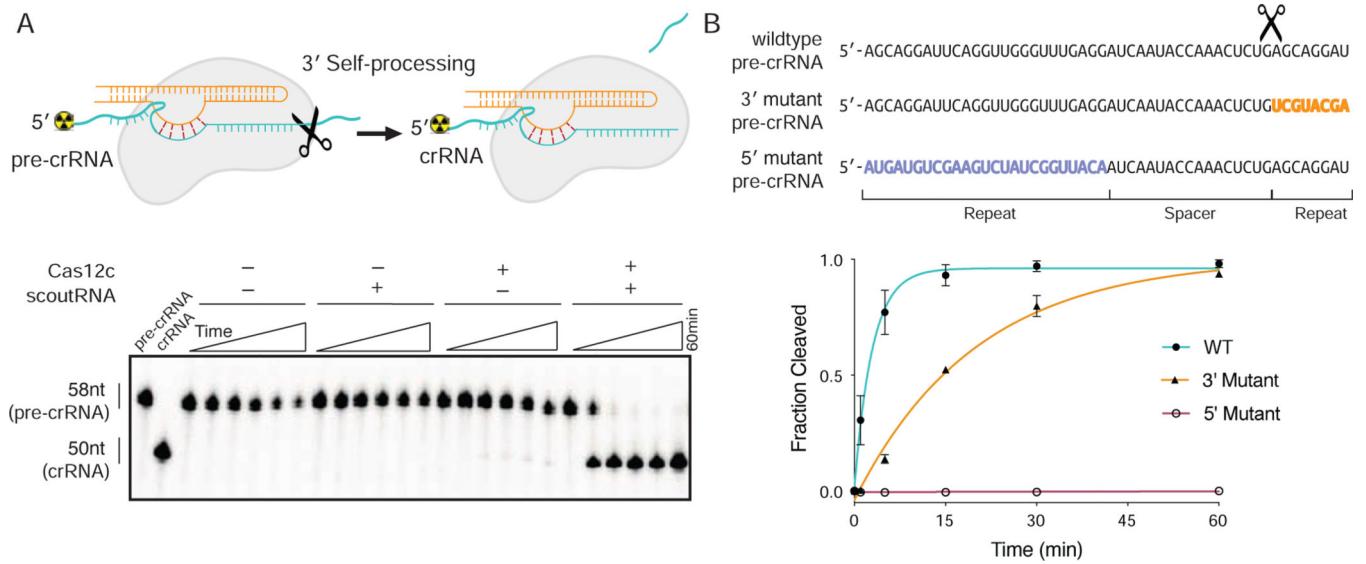 A
3′ Self-processing
5′
pre-crRNA
5′
crRNA
Cas12c
− − + +
scoutRNA
− + − +
pre-crRNA
crRNA
Time
60min
58nt
(pre-crRNA)
50nt
(crRNA)
B
wildtype
pre-crRNA
5′-AGCAGGAUUCAGGUUGGGUUUGAGGAUCAAUACCAAACUCUGAGCAGGAU
3′ mutant
pre-crRNA
5′-AGCAGGAUUCAGGUUGGGUUUGAGGAUCAAUACCAAACUCUGUCGUACGA
5′ mutant
pre-crRNA
5′-AUGAUGUCGAAGUCUAUCGGUUACAAUCAAUACCAAACUCUGAGCAGGAU
Repeat Spacer Repeat
Fraction Cleaved
1.0
0.5
0.0
0 15 30 45 60
Time (min)
WT
3' Mutant
5' Mutant